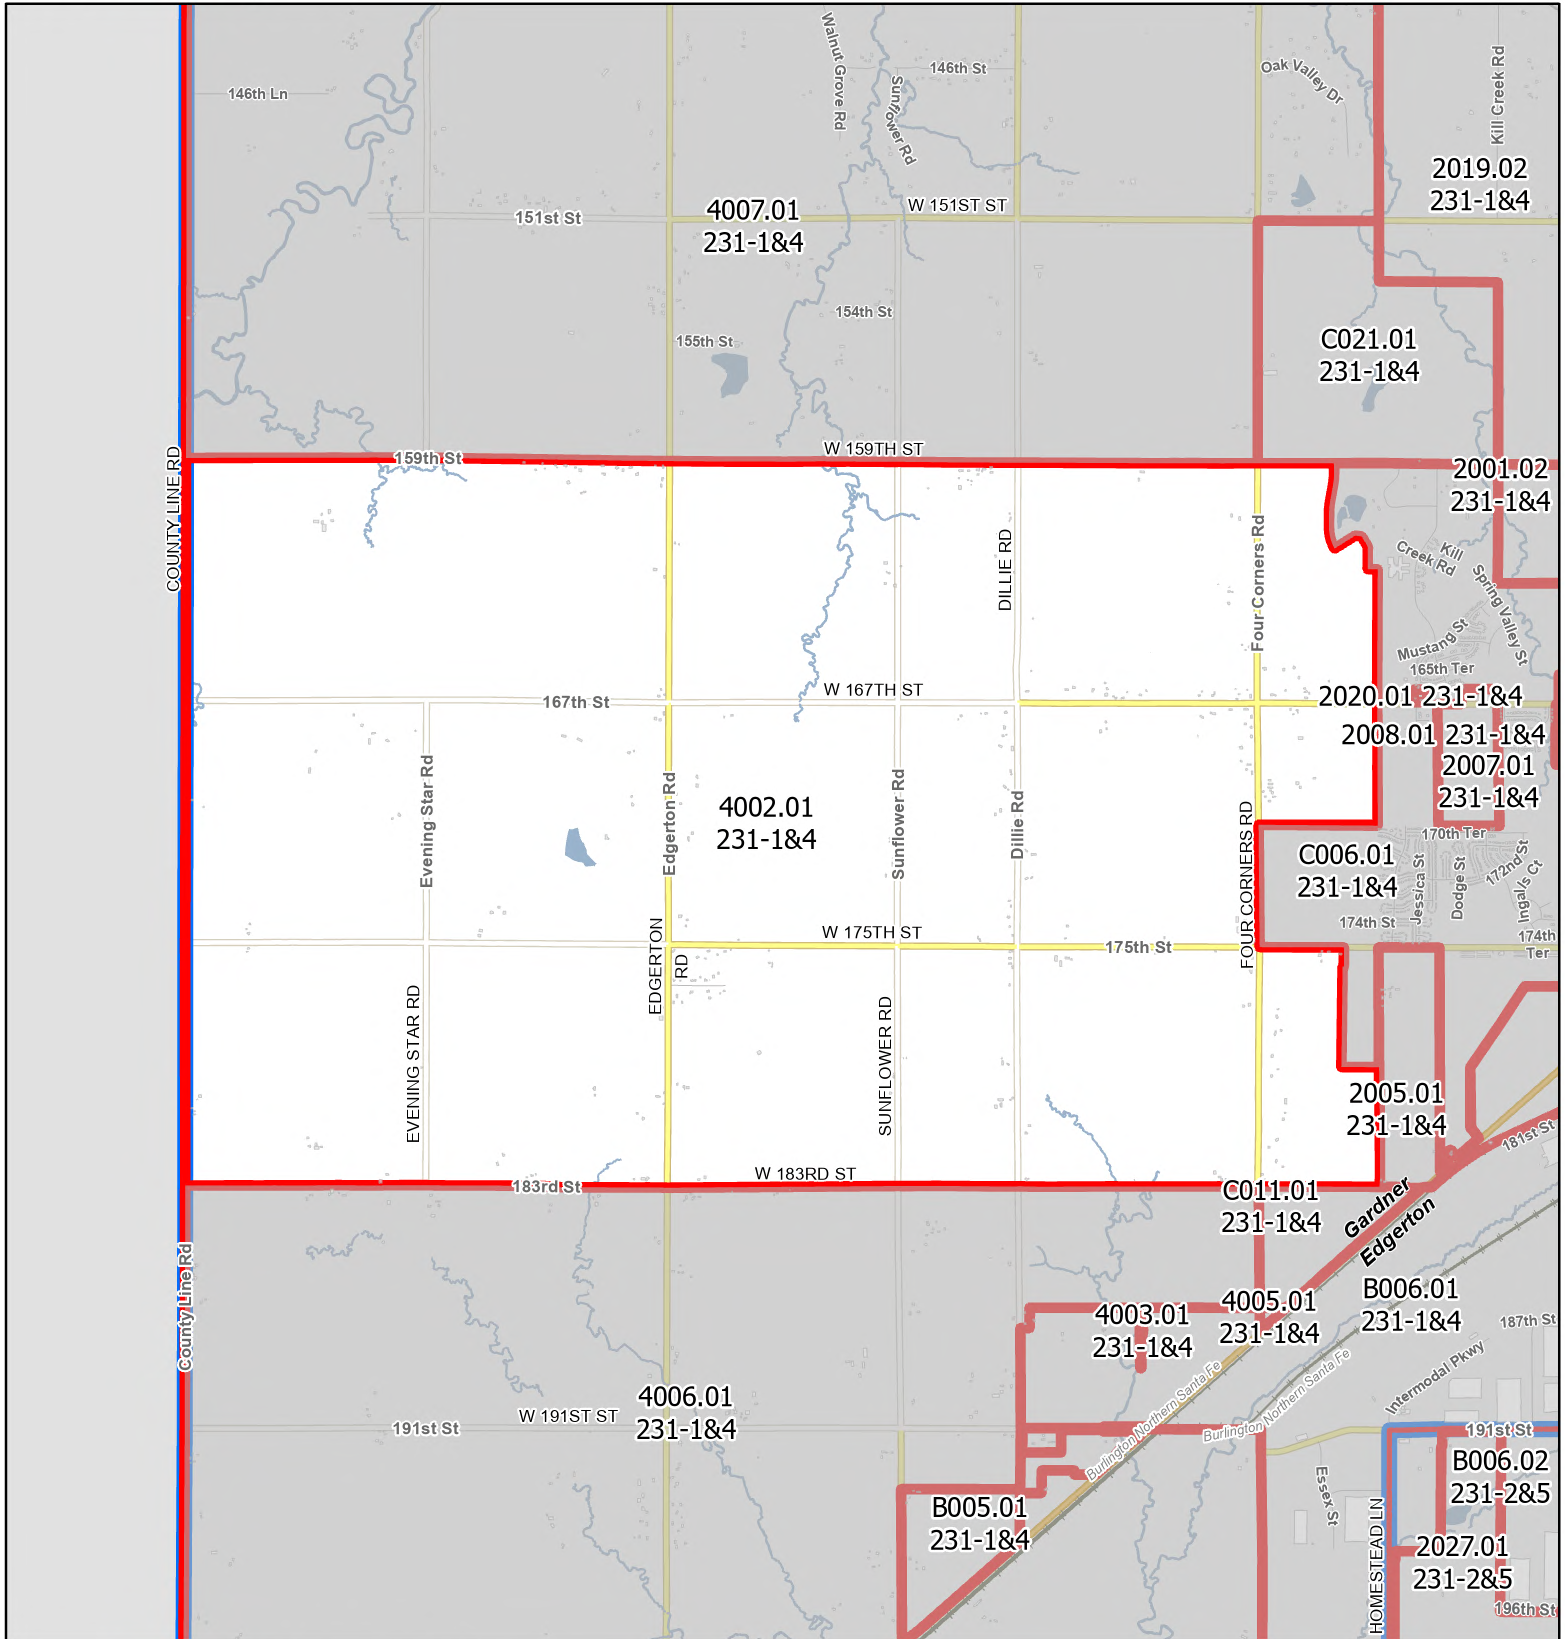 Walnut Grove Rd
146th St
Sunflower Rd
146th Ln
Oak Valley Dr
Kill Creek Rd
2019.02
231-1&4
4007.01
231-1&4
W 151ST ST
151st St
154th St
155th St
C021.01
231-1&4
COUNTY LINE RD
159th St
W 159TH ST
2001.02
231-1&4
DILLIE RD
Four Corners Rd
Kill
Creek Rd
Spring Valley St
Mustang St
165th Ter
167th St
W 167TH ST
2020.01 231-1&4
2008.01 231-1&4
2007.01
231-1&4
Evening Star Rd
Edgerton Rd
4002.01
231-1&4
Sunflower Rd
Dillie Rd
FOUR CORNERS RD
170th Ter
C006.01
231-1&4
Jessica St
Dodge St
172nd St
Ingalls Ct
174th St
174th
Ter
W 175TH ST
175th St
EDGERTON
RD
EVENING STAR RD
SUNFLOWER RD
2005.01
231-1&4
181st St
183rd St
W 183RD ST
C011.01
231-1&4
Gardner
Edgerton
County Line Rd
B006.01
231-1&4
4003.01
231-1&4
4005.01
231-1&4
187th St
Intermodal Pkwy
Burlington Northern Santa Fe
Burlington Northern Santa Fe
4006.01
231-1&4
191st St
W 191ST ST
191st St
B006.02
231-2&5
Essex St
HOMESTEAD LN
B005.01
231-1&4
2027.01
231-2&5
196th St